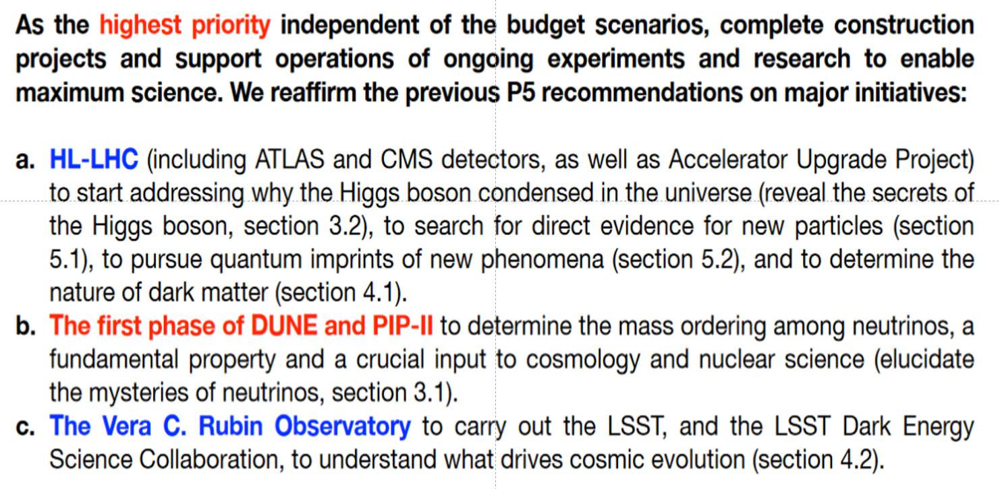 As the highest priority independent of the budget scenarios, complete construction
projects and support operations of ongoing experiments and research to enable
maximum science. We reaffirm the previous P5 recommendations on major initiatives:
a. HL-LHC (including ATLAS and CMS detectors, as well as Accelerator Upgrade Project)
to start addressing why the Higgs boson condensed in the universe (reveal the secrets of
the Higgs boson, section 3.2), to search for direct evidence for new particles (section
5.1), to pursue quantum imprints of new phenomena (section 5.2), and to determine the
nature of dark matter (section 4.1).
b. The first phase of DUNE and PIP-II to determine the mass ordering among neutrinos, a
fundamental property and a crucial input to cosmology and nuclear science (elucidate
the mysteries of neutrinos, section 3.1).
c. The Vera C. Rubin Observatory to carry out the LSST, and the LSST Dark Energy
Science Collaboration, to understand what drives cosmic evolution (section 4.2).